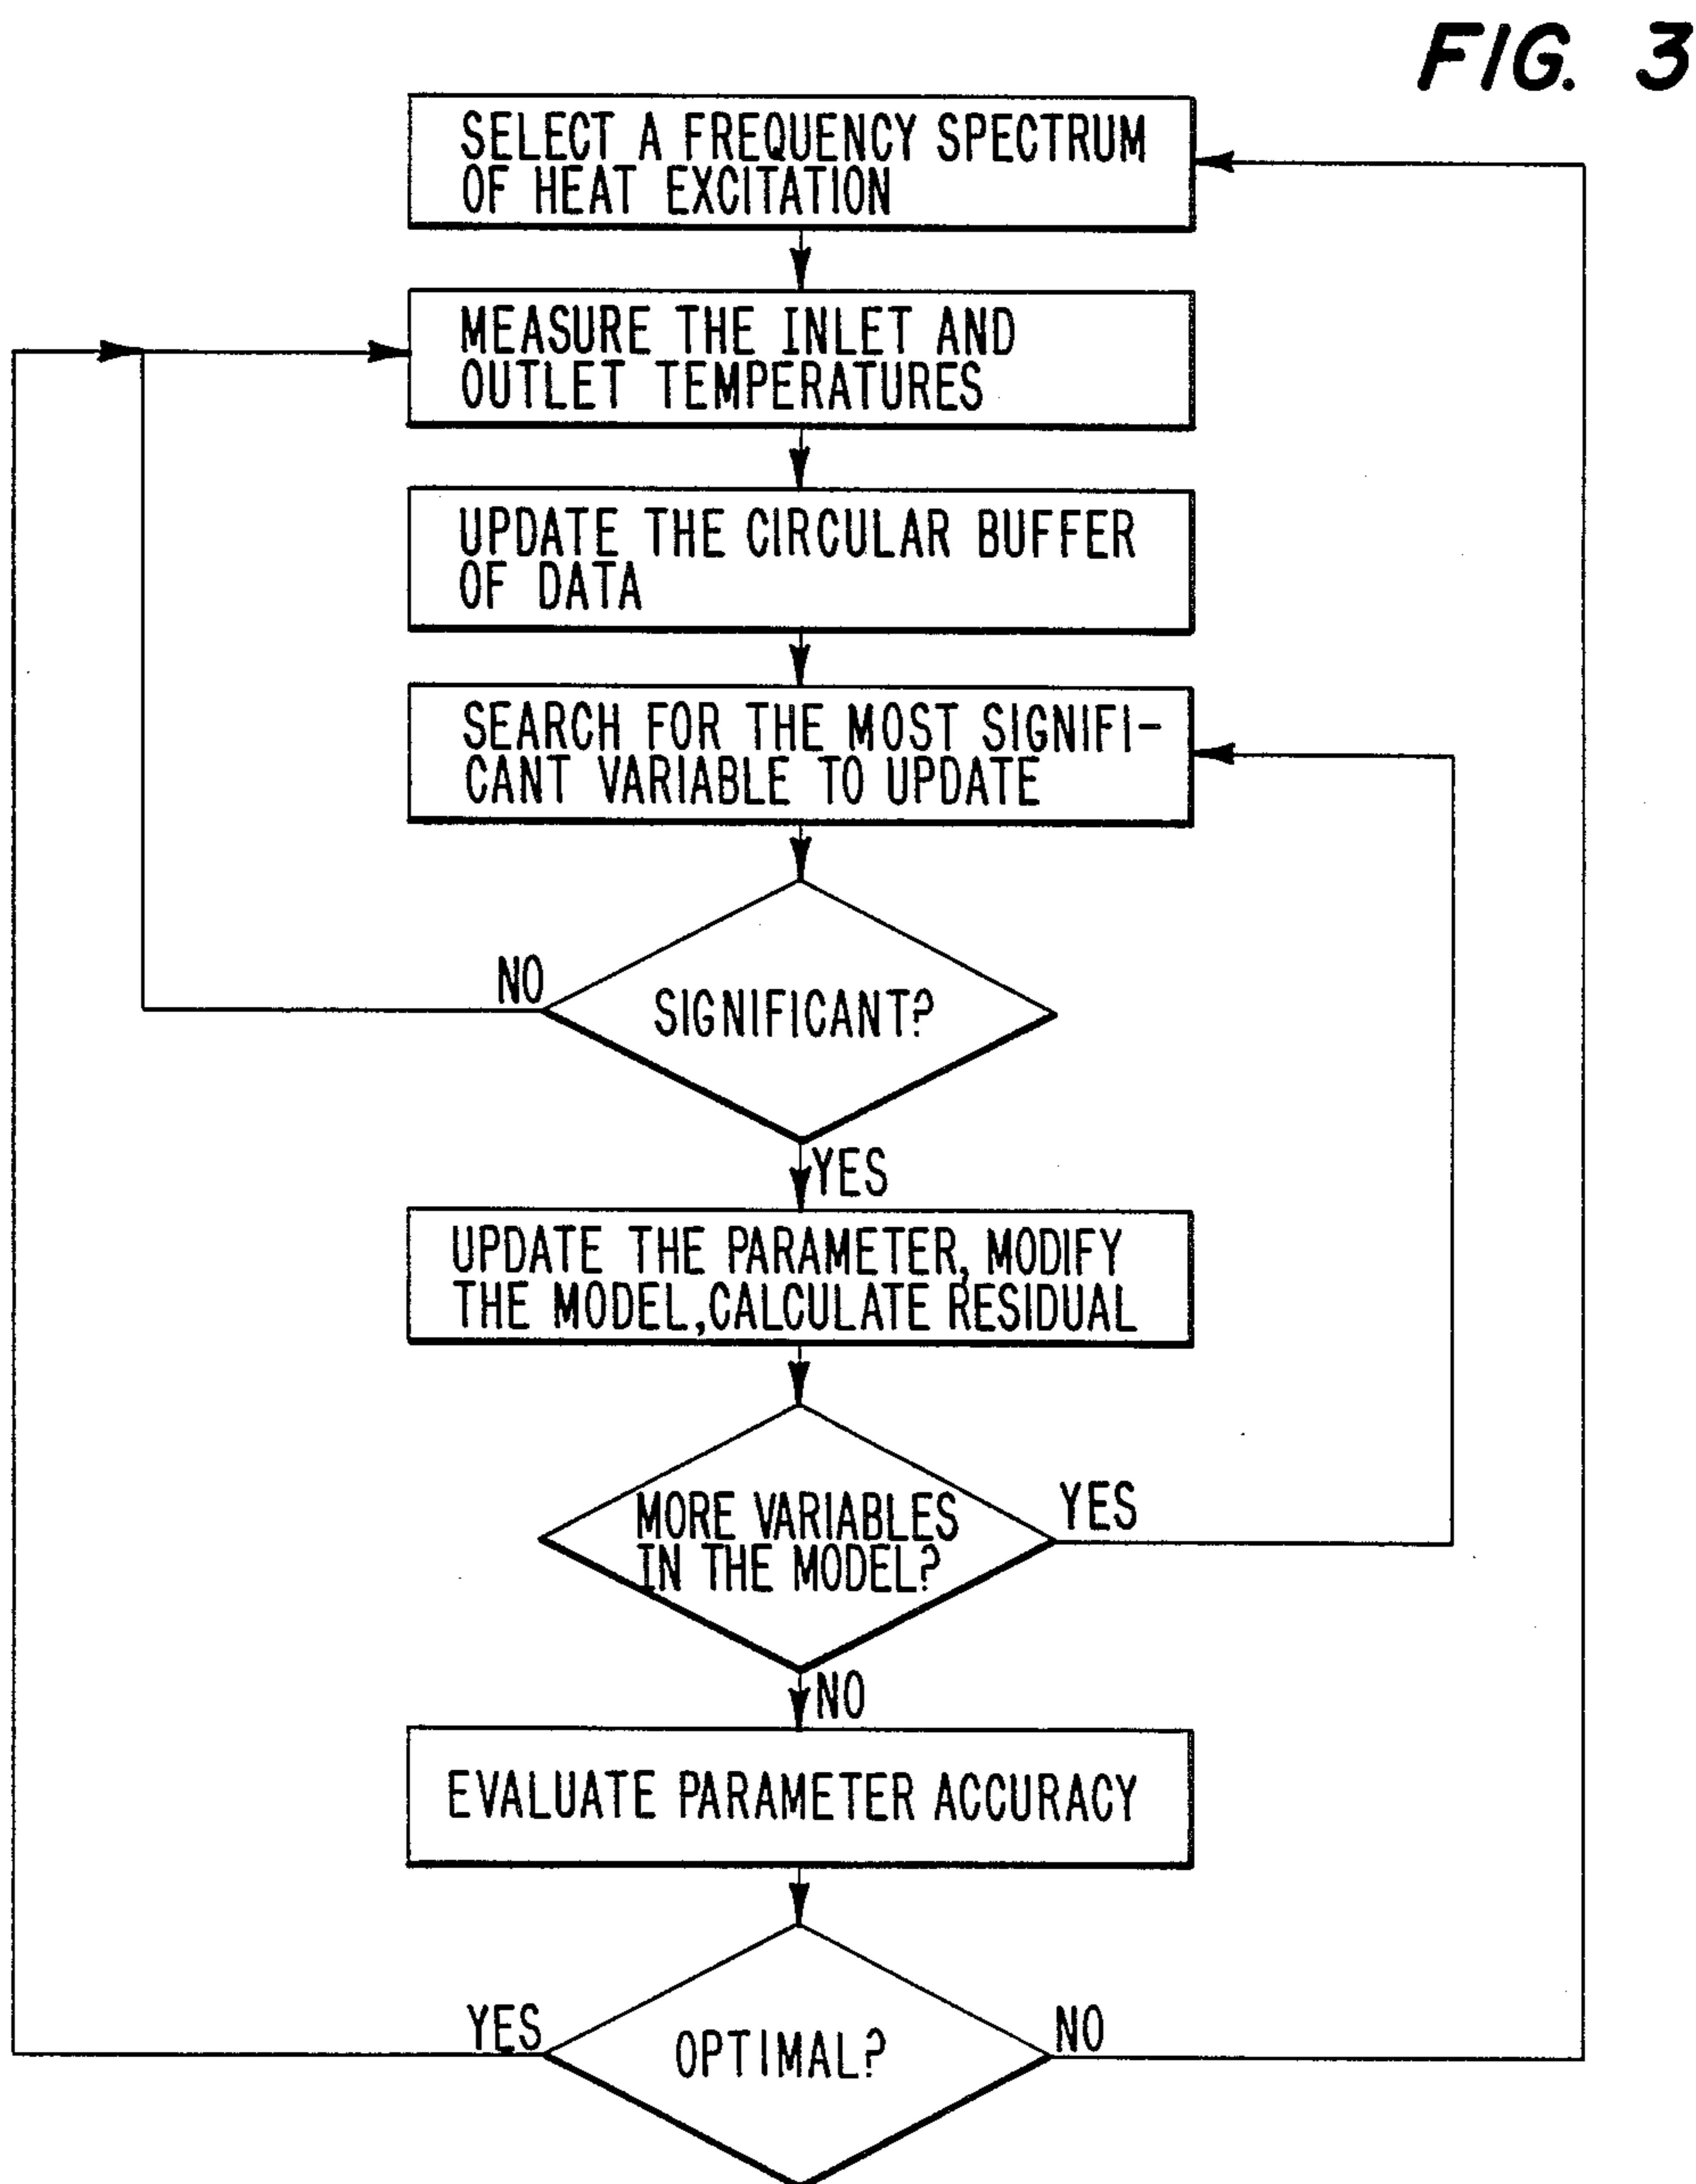 FIG. 3
SELECT A FREQUENCY SPECTRUM
OF HEAT EXCITATION
MEASURE THE INLET AND
OUTLET TEMPERATURES
UPDATE THE CIRCULAR BUFFER
OF DATA
SEARCH FOR THE MOST SIGNIFI-
CANT VARIABLE TO UPDATE
NO
SIGNIFICANT?
YES
UPDATE THE PARAMETER, MODIFY
THE MODEL, CALCULATE RESIDUAL
MORE VARIABLES
IN THE MODEL?
YES
NO
EVALUATE PARAMETER ACCURACY
YES
OPTIMAL?
NO